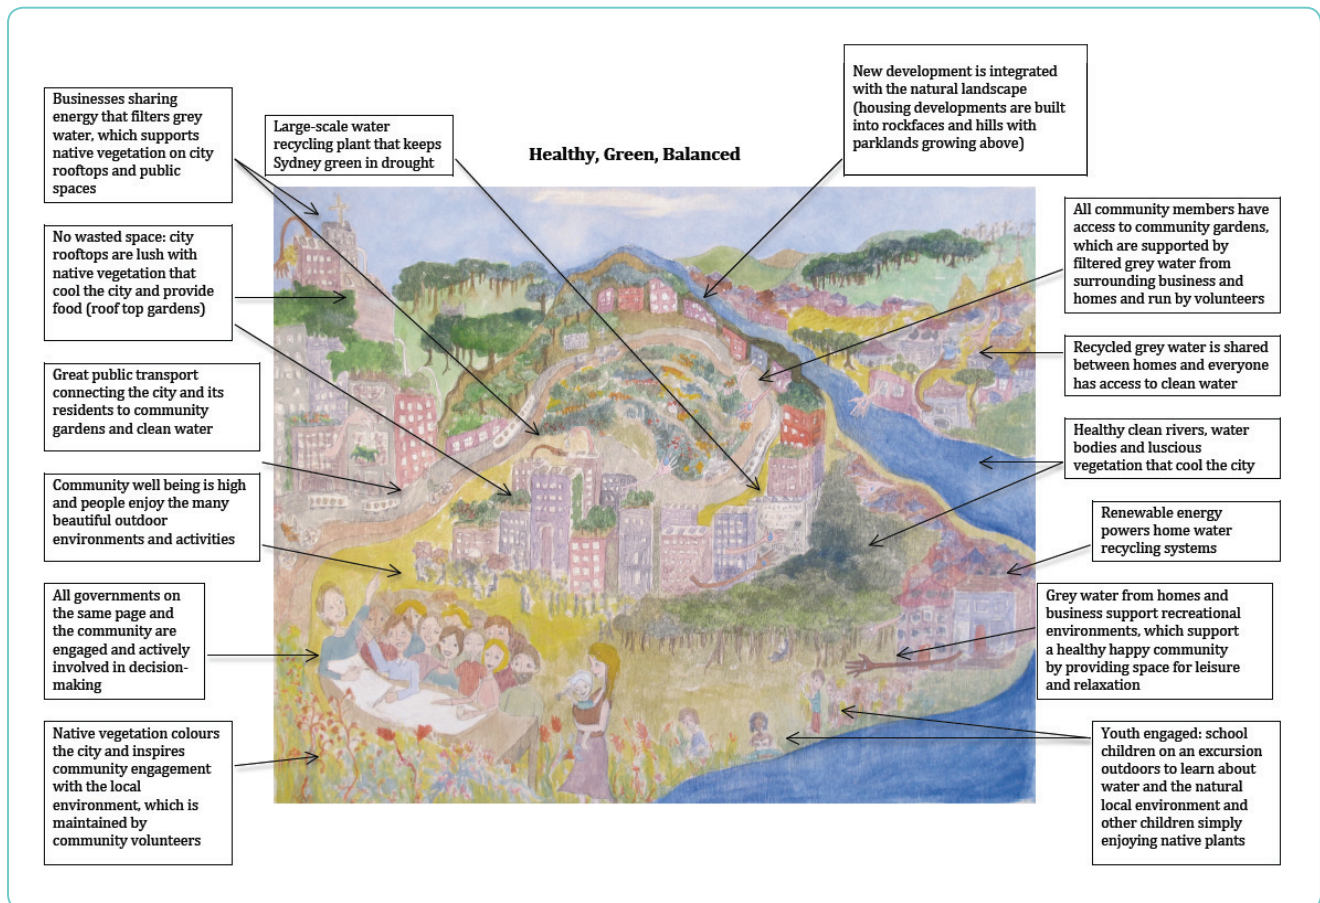 Healthy, Green, Balanced
Businesses sharing
energy that filters grey
water, which supports
native vegetation on city
rooftops and public
spaces
No wasted space: city
rooftops are lush with
native vegetation that
cool the city and provide
food (roof top gardens)
Great public transport
connecting the city and its
residents to community
gardens and clean water
Community well being is high
and people enjoy the many
beautiful outdoor
environments and activities
All governments on
the same page and
the community are
engaged and actively
involved in decision-
making
Native vegetation colours
the city and inspires
community engagement
with the local
environment, which is
maintained by
community volunteers
Large-scale water
recycling plant that keeps
Sydney green in drought
New development is integrated
with the natural landscape
(housing developments are built
into rockfaces and hills with
parklands growing above)
All community members have
access to community gardens,
which are supported by
filtered grey water from
surrounding business and
homes and run by volunteers
Recycled grey water is shared
between homes and everyone
has access to clean water
Healthy clean rivers, water
bodies and luscious
vegetation that cool the city
Renewable energy
powers home water
recycling systems
Grey water from homes and
business support recreational
environments, which support
a healthy happy community
by providing space for leisure
and relaxation
Youth engaged: school
children on an excursion
outdoors to learn about
water and the natural
local environment and
other children simply
enjoying native plants